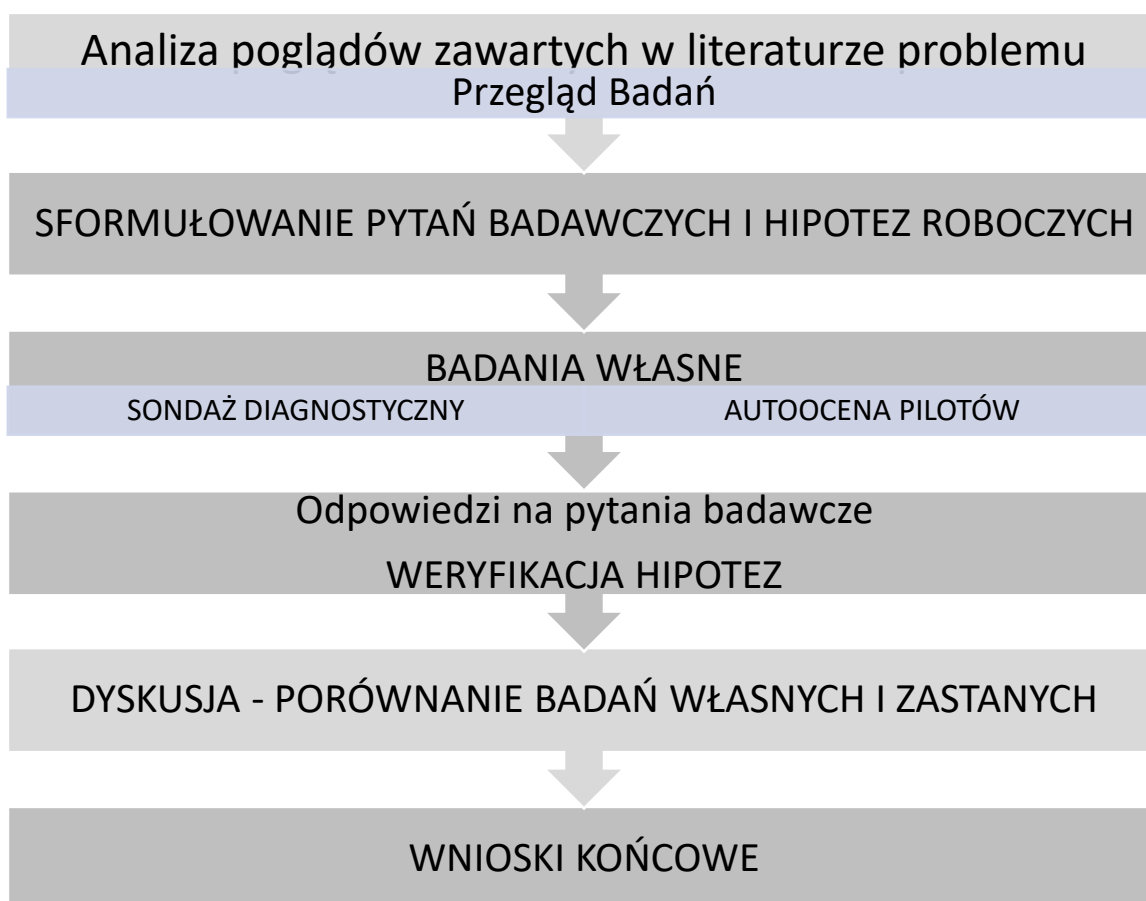 Analiza poglądów zawartych w literaturze problemu
Przegląd Badań
SFORMUŁOWANIE PYTAŃ BADAWCZYCH I HIPOTEZ ROBOCZYCH
BADANIA WŁASNE
SONDAŻ DIAGNOSTYCZNY AUTOOCENA PILOTÓW
Odpowiedzi na pytania badawcze
WERYFIKACJA HIPOTEZ
DYSKUSJA - PORÓWNANIE BADAŃ WŁASNYCH I ZASTANYCH
WNIOSKI KOŃCOWE